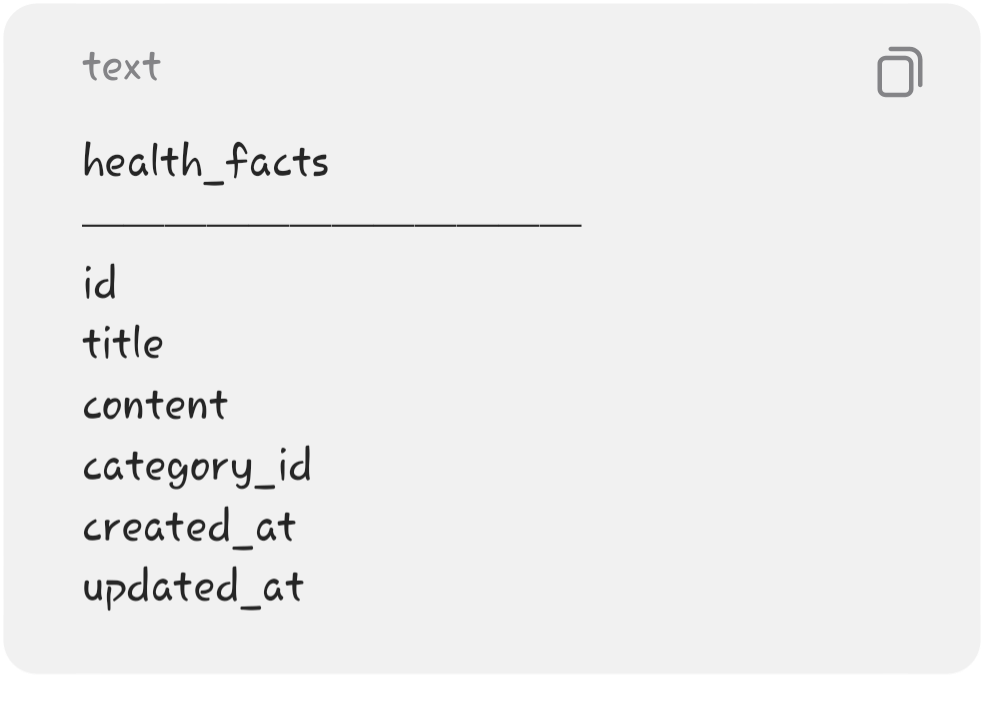 text
health_facts
────────────
id
title
content
category_id
created_at
updated_at